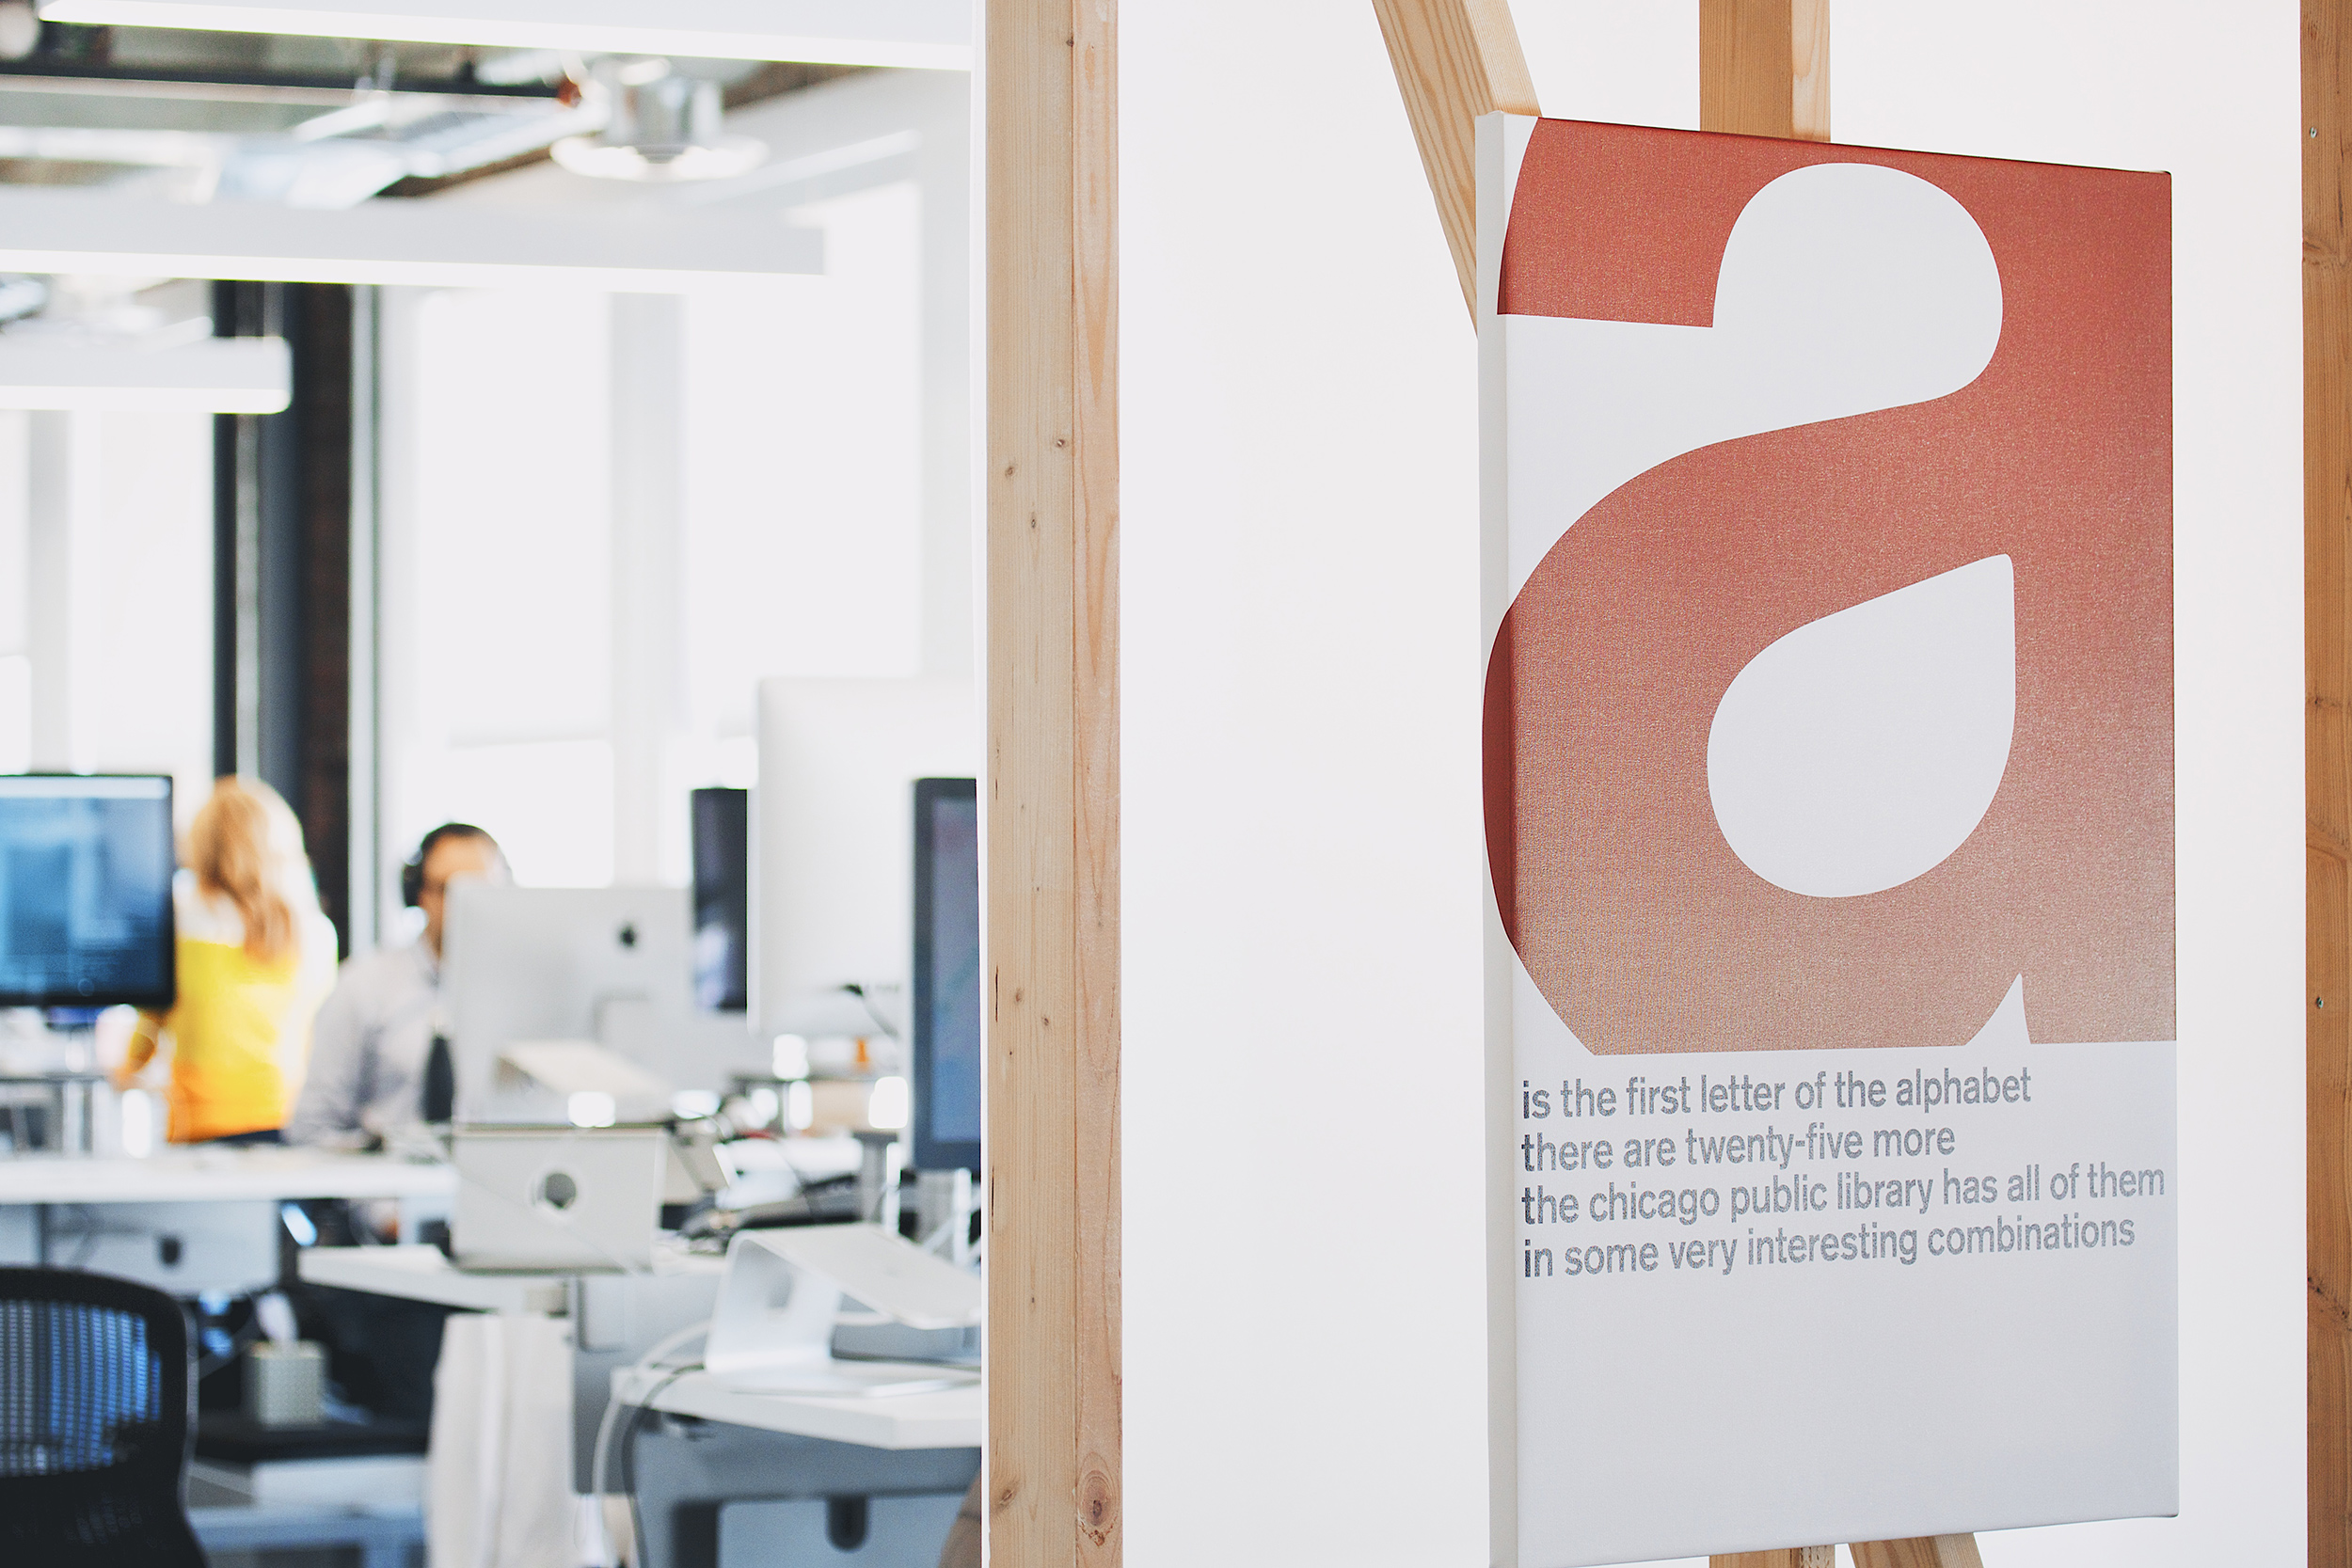 a
is the first letter of the alphabet
there are twenty-five more
the chicago public library has all of them
in some very interesting combinations